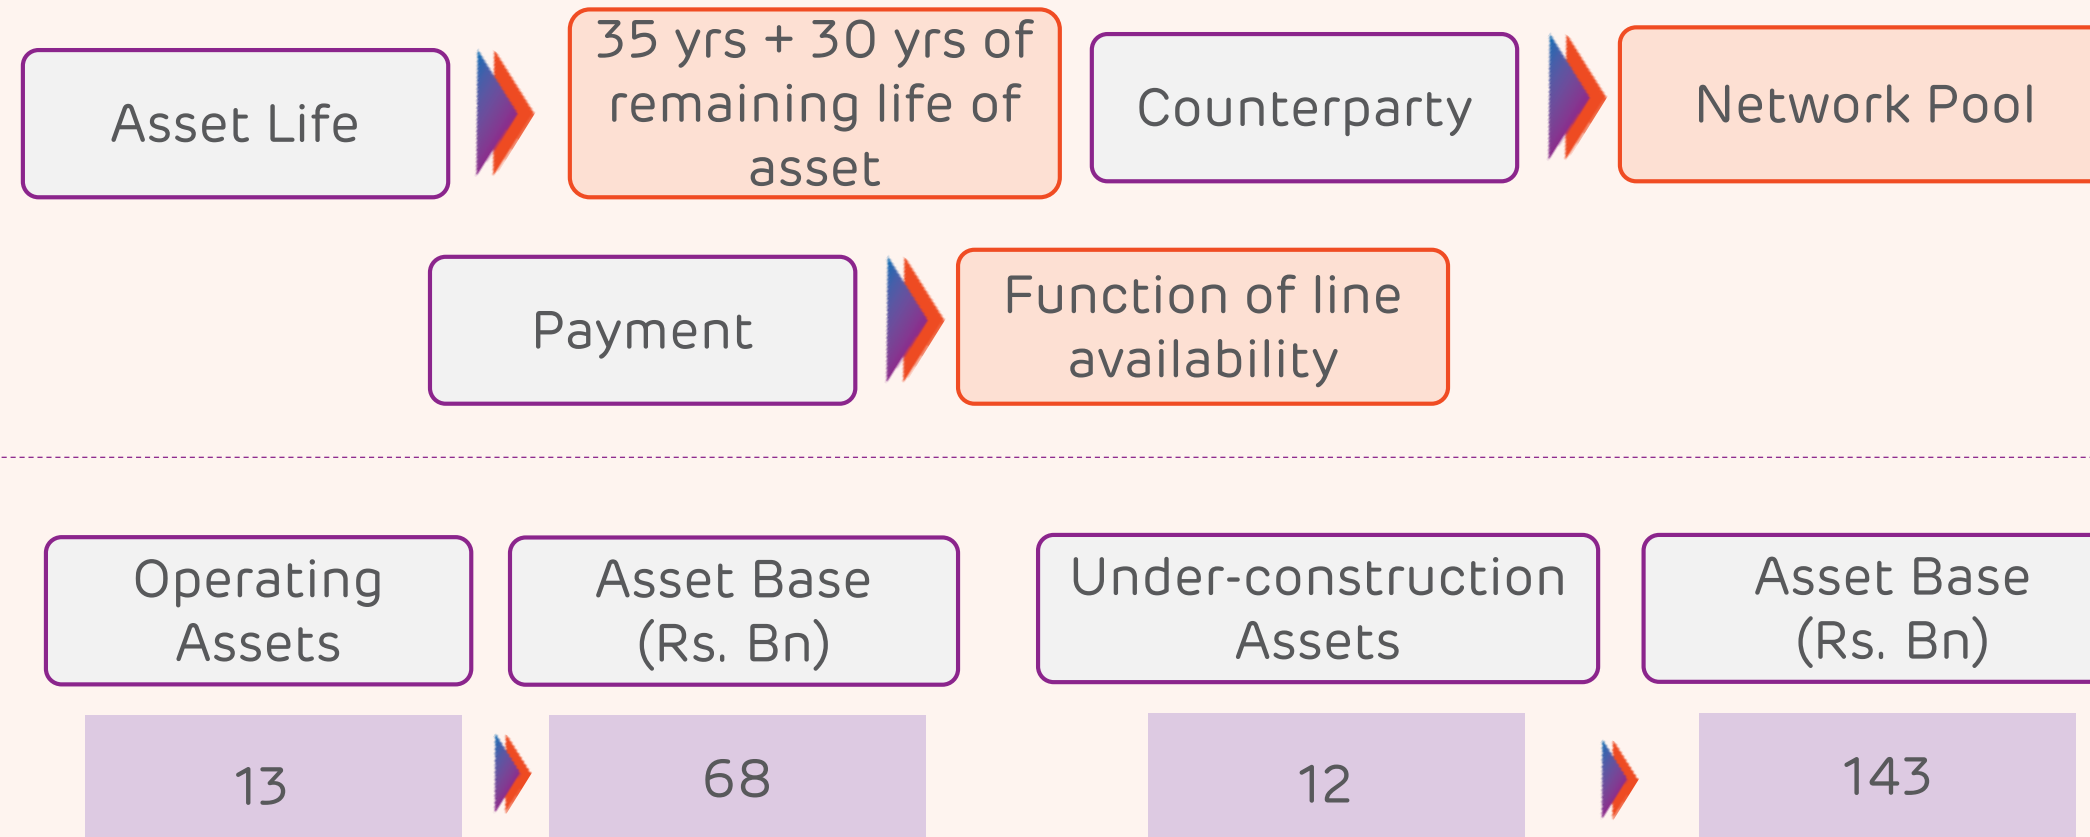 Asset Life
35 yrs + 30 yrs of
remaining life of
asset
Counterparty
Network Pool
Payment
Function of line
availability
Operating
Assets
Asset Base
(Rs. Bn)
Under-construction
Assets
Asset Base
(Rs. Bn)
13
68
12
143